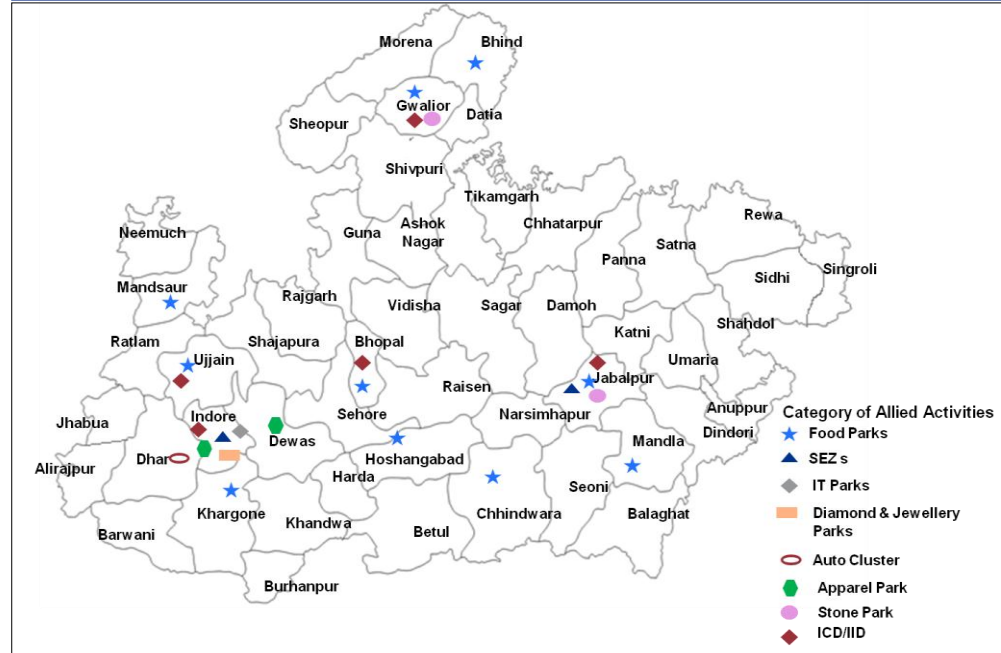 Morena
Bhind
Gwalior
Datia
Sheopur
Shivpuri
Tikamgarh
Chhatarpur
Rewa
Neemuch
Guna
Ashok
Nagar
Panna
Satna
Sidhi
Singroli
Mandsaur
Rajgarh
Vidisha
Sagar
Damoh
Shahdol
Ratlam
Ujjain
Shajapura
Bhopal
Katni
Umaria
Raisen
Jabalpur
Jhabua
Indore
Sehore
Narsimhapur
Anuppur
Dewas
Mandla
Dindori
Alirajpur
Dhar
Hoshangabad
Harda
Seoni
Khargone
Khandwa
Chhindwara
Balaghat
Barwani
Betul
Burhanpur
Category of Allied Activities
Food Parks
SEZ s
IT Parks
Diamond & Jewellery
Parks
Auto Cluster
Apparel Park
Stone Park
ICD/IID